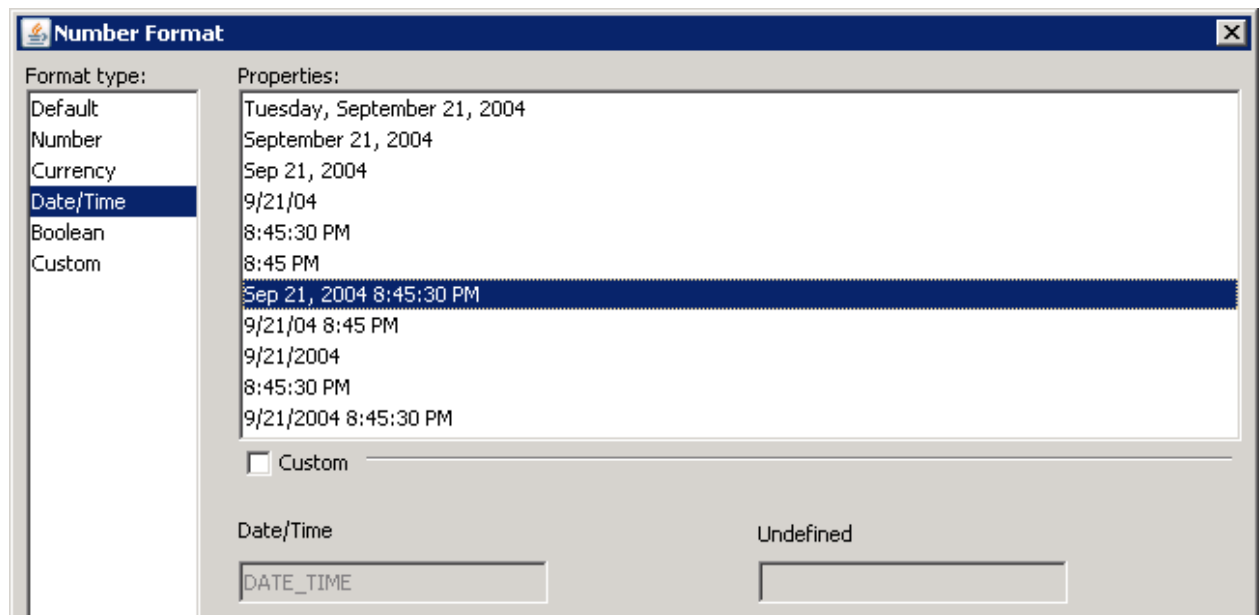 Number Format
Format type:
Default
Number
Currency
Date/Time
Boolean
Custom
Properties:
Tuesday, September 21, 2004
September 21, 2004
Sep 21, 2004
9/21/04
8:45:30 PM
8:45 PM
Sep 21, 2004 8:45:30 PM
9/21/04 8:45 PM
9/21/2004
8:45:30 PM
9/21/2004 8:45:30 PM
Custom
Date/Time
Undefined
DATE_TIME